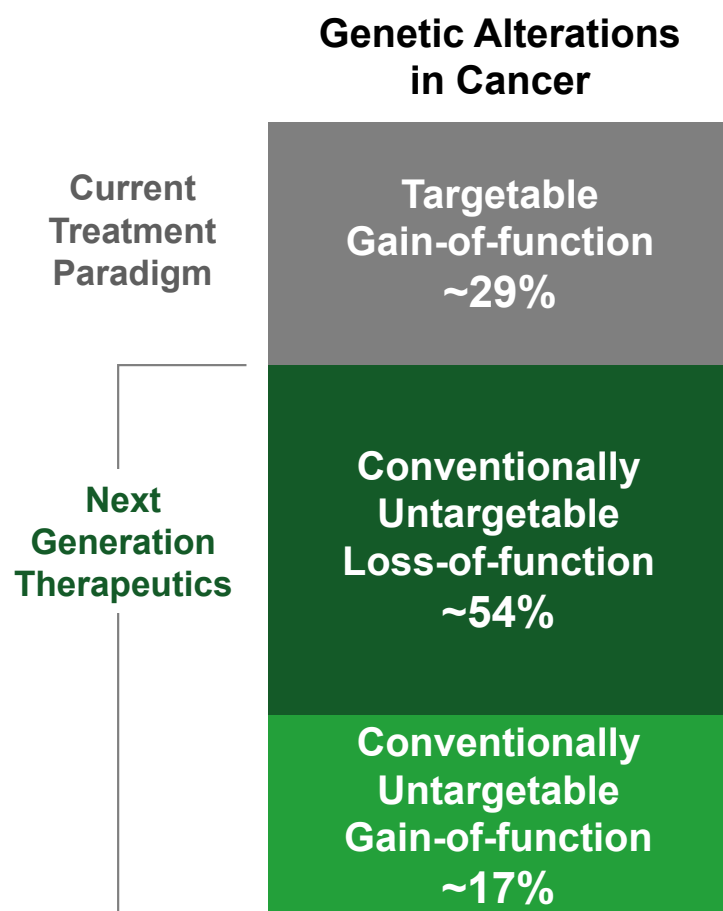 Genetic Alterations
in Cancer
Current
Treatment
Paradigm
Targetable
Gain-of-function
~29%
Next
Generation
Therapeutics
Conventionally
Untargetable
Loss-of-function
~54%
Conventionally
Untargetable
Gain-of-function
~17%